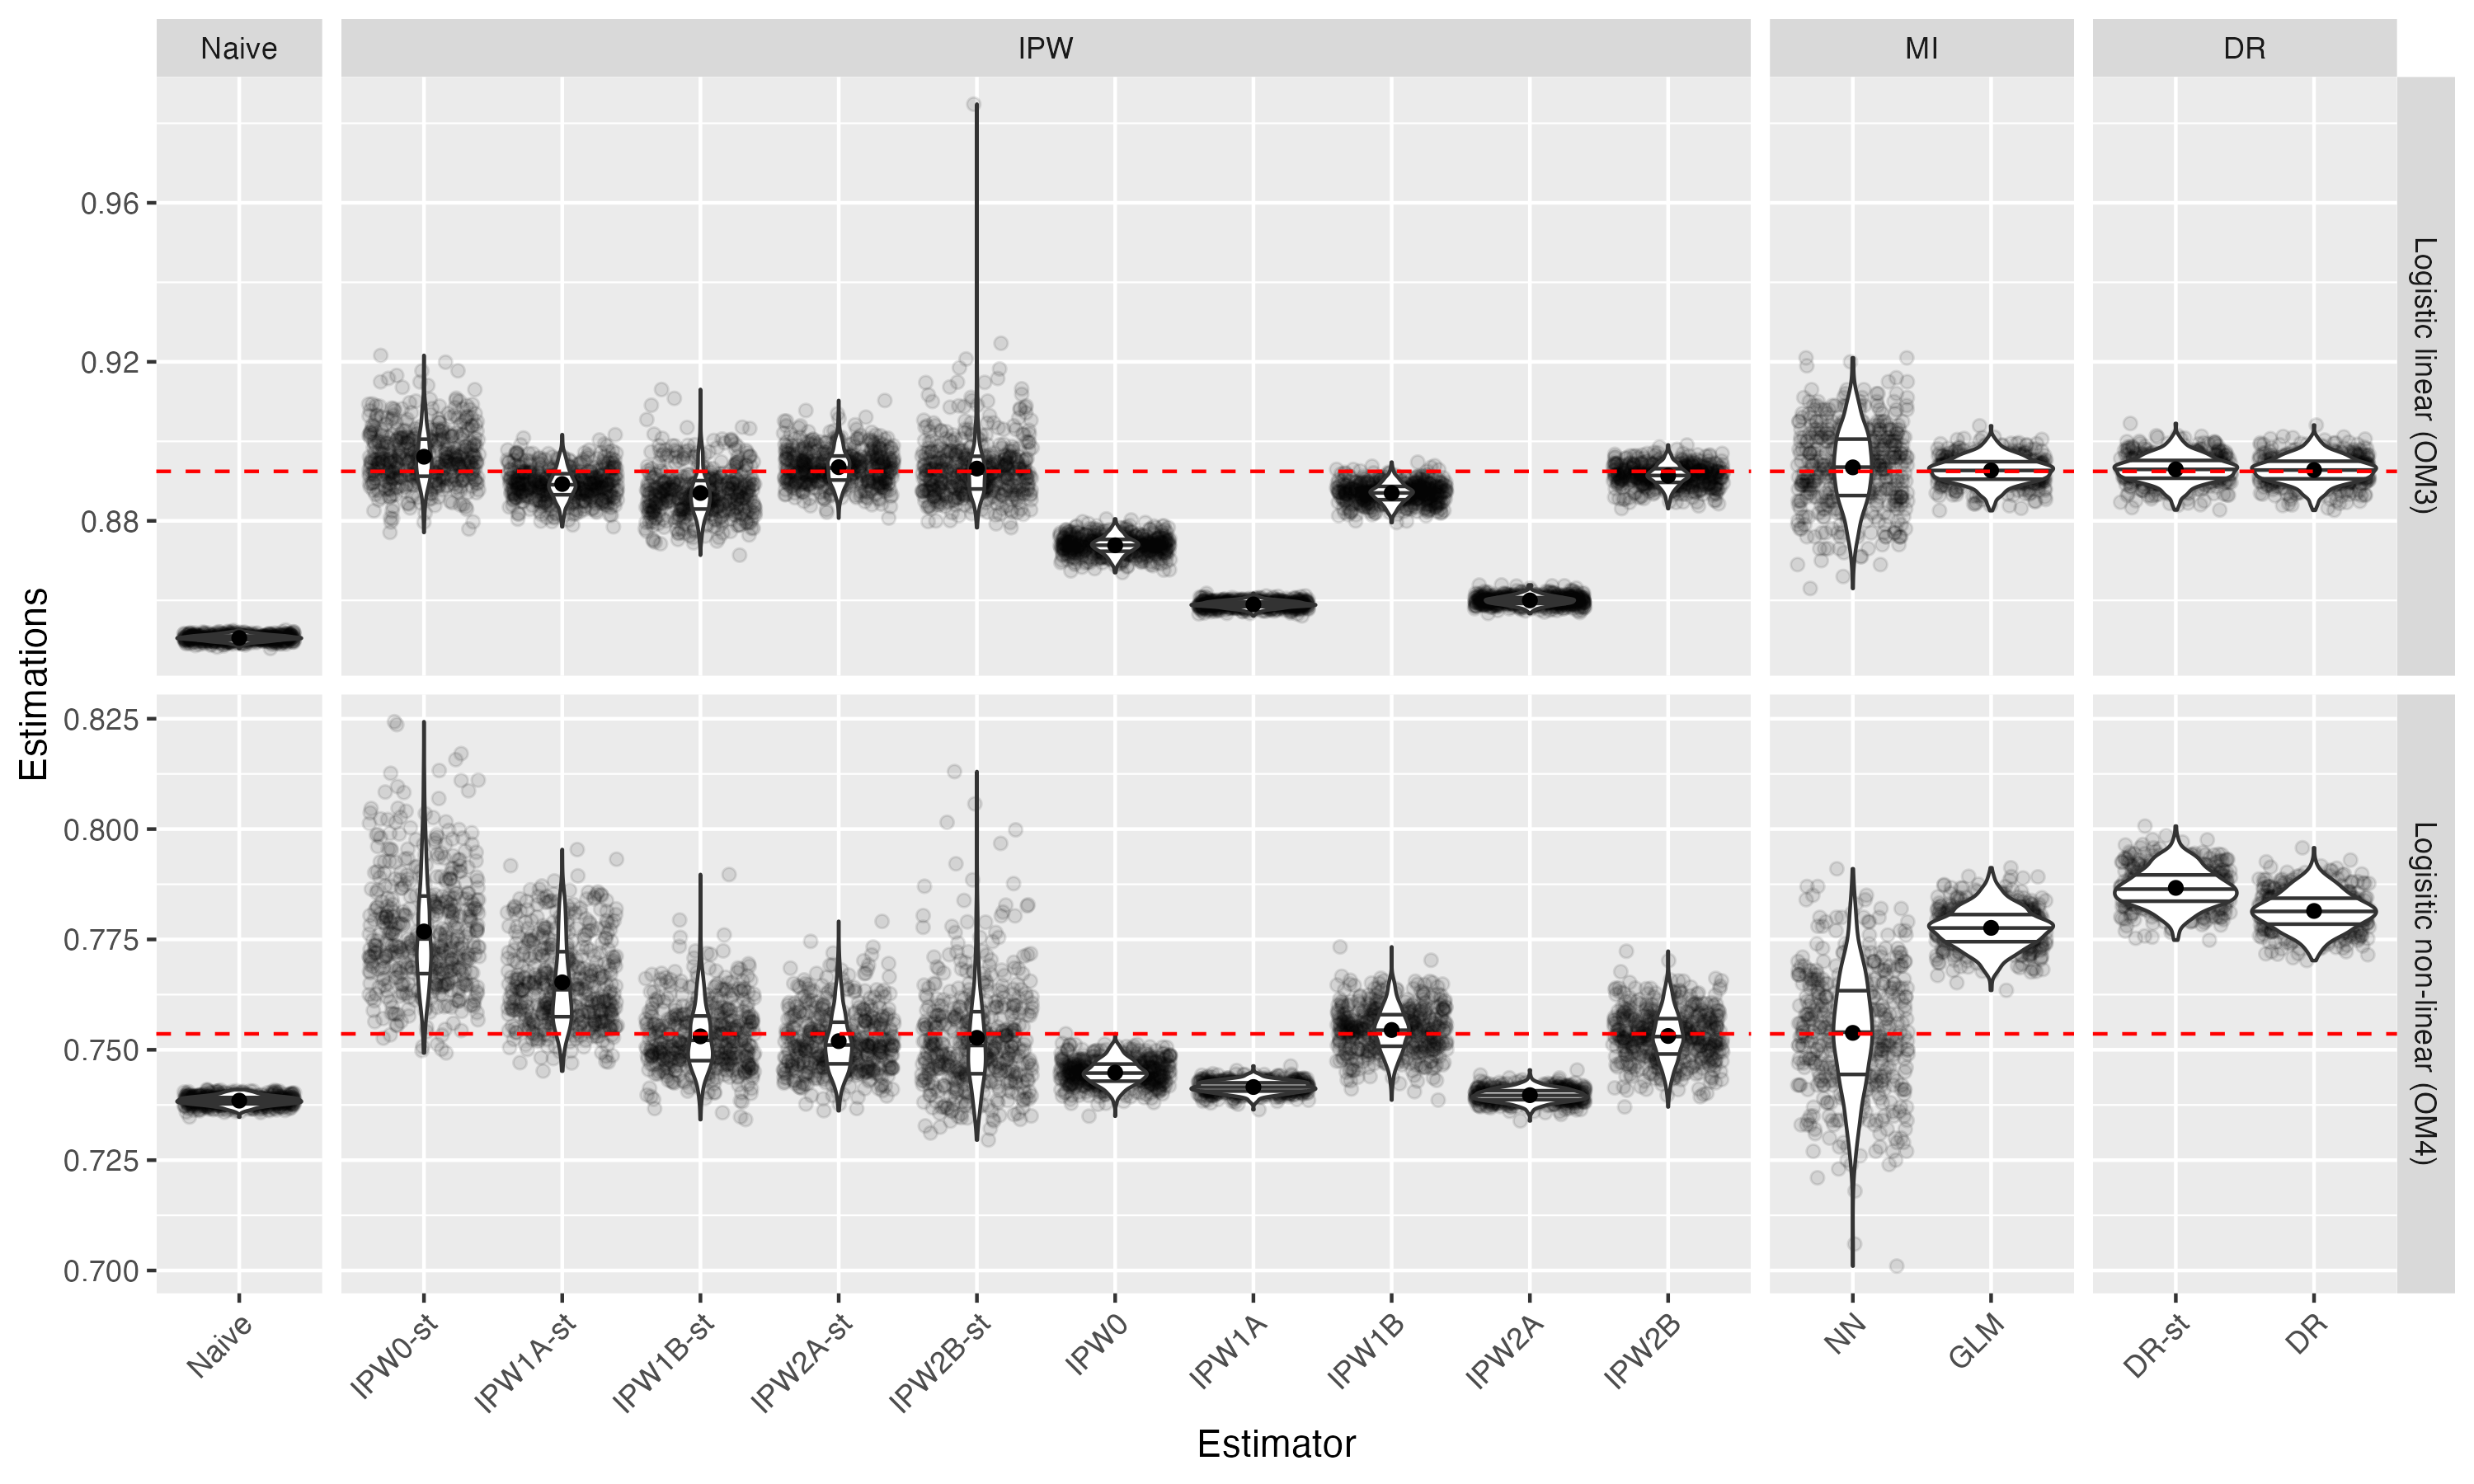 Naive
IPW
MI
DR
Estimations
0.96
0.92
0.88
Logistic linear (OM3)
0.825
0.800
0.775
0.750
0.725
0.700
Logisitic non-linear (OM4)
Naive
IPW0-st
IPW1A-st
IPW1B-st
IPW2A-st
IPW2B-st
IPW0
IPW1A
IPW1B
IPW2A
IPW2B
NN
GLM
DR-st
DR
Estimator